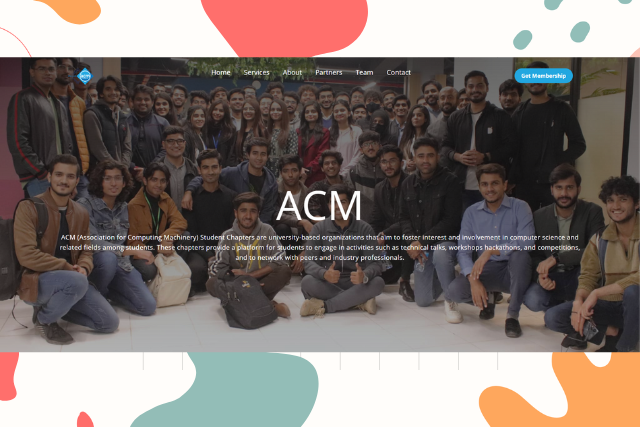 acm
Home Services About Partners Team Contact
Get Membership
ACM
ACM (Association for Computing Machinery) Student Chapters are university-based organizations that aim to foster interest and involvement in computer science and
related fields among students. These chapters provide a platform for students to engage in activities such as technical talks, workshops hackathons, and competitions,
and to network with peers and industry professionals.